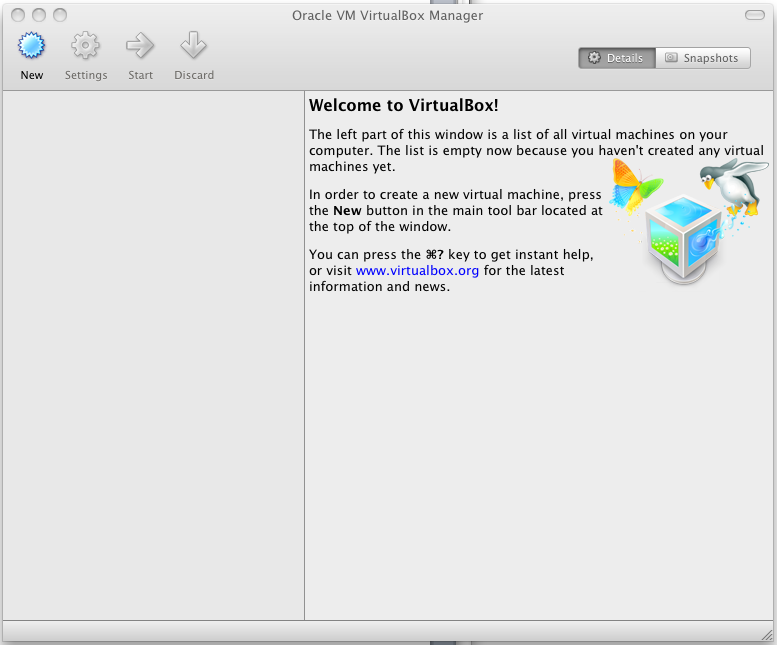 Oracle VM VirtualBox Manager
New
Settings
Start
Discard
Details
Snapshots
Welcome to VirtualBox!
The left part of this window is a list of all virtual machines on your
computer. The list is empty now because you haven't created any virtual
machines yet.
In order to create a new virtual machine, press
the New button in the main tool bar located at
the top of the window.
You can press the ⌘? key to get instant help,
or visit www.virtualbox.org for the latest
information and news.